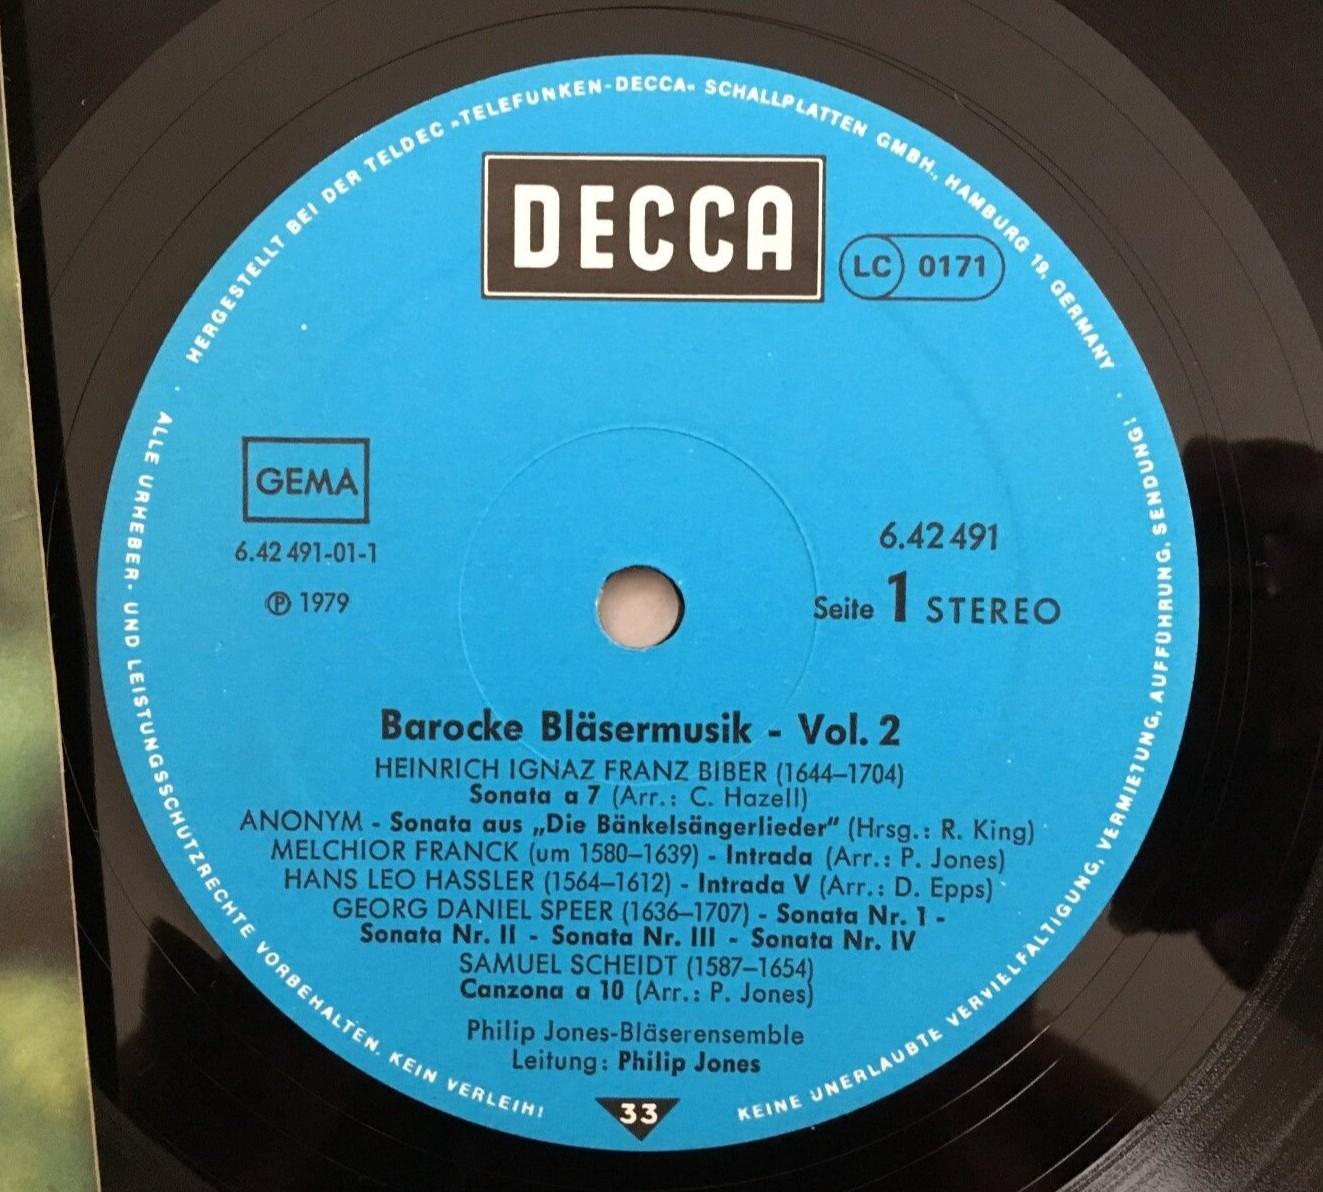 HERGESTELLT BEI DER TELDEC »TELEFUNKEN-DECCA« SCHALLPLATTEN GMBH., HAMBURG 19, GERMANY ·
DECCA
LC 0171
GEMA
6.42 491-01-1
Ⓟ 1979
6.42 491
Seite 1 STEREO
Barocke Bläsermusik - Vol. 2
HEINRICH IGNAZ FRANZ BIBER (1644–1704)
Sonata a 7 (Arr.: C. Hazell)
ANONYM - Sonata aus „Die Bänkelsängerlieder" (Hrsg.: R. King)
MELCHIOR FRANCK (um 1580–1639) - Intrada (Arr.: P. Jones)
HANS LEO HASSLER (1564–1612) - Intrada V (Arr.: D. Epps)
GEORG DANIEL SPEER (1636–1707) - Sonata Nr. 1 -
Sonata Nr. II - Sonata Nr. III - Sonata Nr. IV
SAMUEL SCHEIDT (1587–1654)
Canzona a 10 (Arr.: P. Jones)
Philip Jones-Bläserensemble
Leitung: Philip Jones
33
· ALLE URHEBER- UND LEISTUNGSSCHUTZRECHTE VORBEHALTEN. KEIN VERLEIH!
KEINE UNERLAUBTE VERVIELFALTIGUNG, VERMIETUNG, AUFFÜHRUNG, SENDUNG!